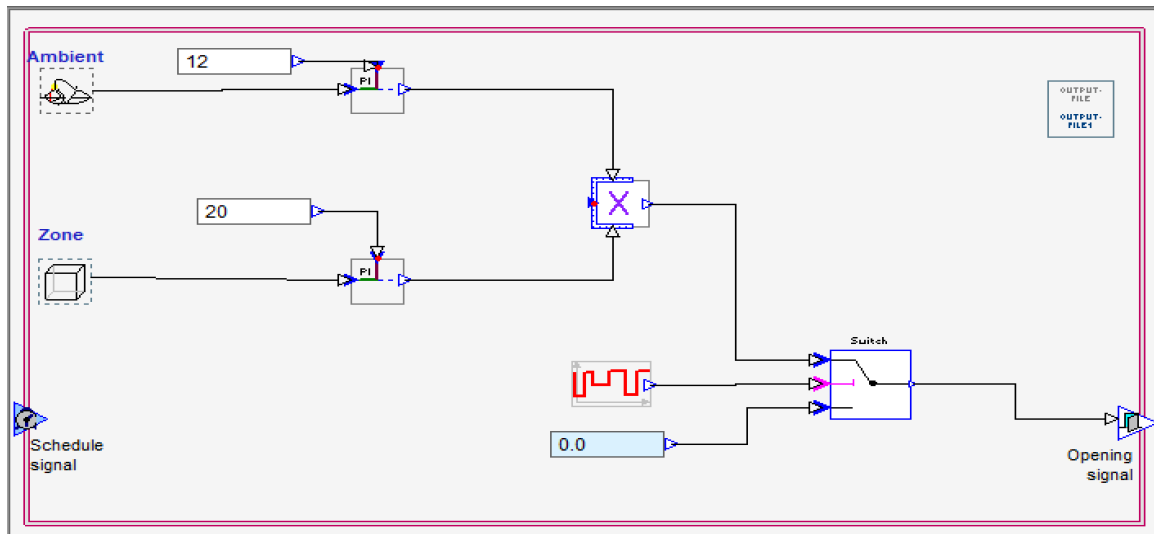 Ambient
12
PI
OUTPUT-
FILE
OUTPUT-
FILE1
20
Zone
PI
X
Switch
0.0
Schedule
signal
Opening
signal